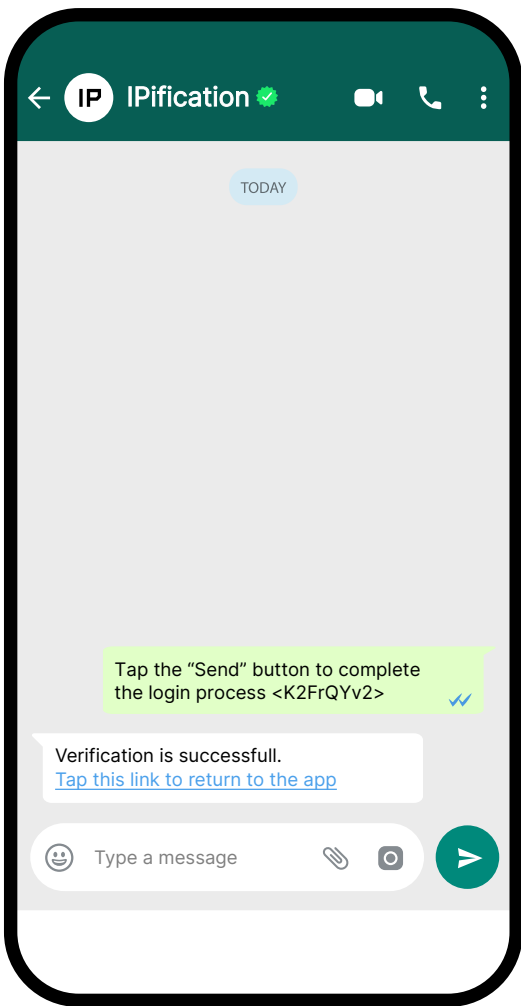 IP IPification
TODAY
Tap the “Send” button to complete
the login process <K2FrQYv2>
Verification is successfull.
Tap this link to return to the app
Type a message